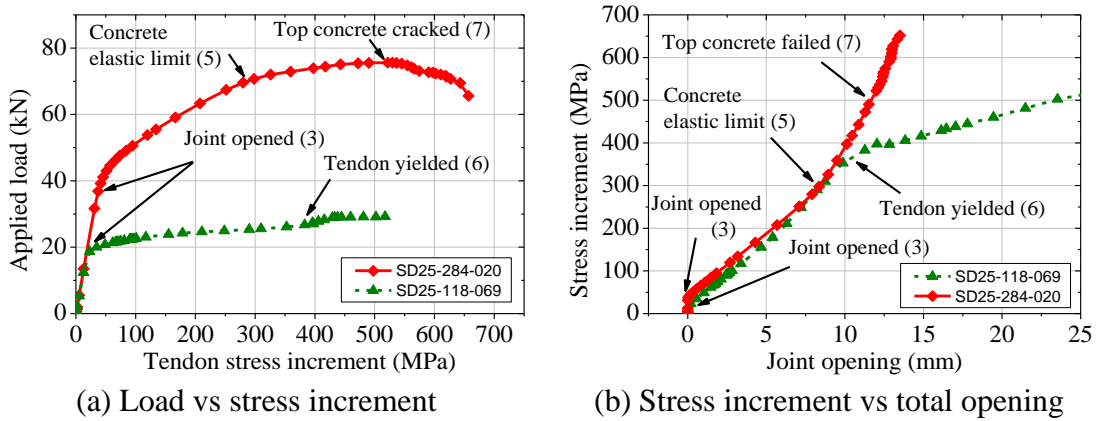 Applied load (kN)
80
60
40
20
0
0 100 200 300 400 500 600 700
Tendon stress increment (MPa)
Concrete
elastic limit (5)
Top concrete cracked (7)
Joint opened (3)
Tendon yielded (6)
SD25-284-020
SD25-118-069
(a) Load vs stress increment
Stress increment (MPa)
700
600
500
400
300
200
100
0
0 5 10 15 20 25
Joint opening (mm)
Top concrete failed (7)
Concrete
elastic limit (5)
Joint opened
(3)
Tendon yielded (6)
Joint opened (3)
SD25-118-069
SD25-284-020
(b) Stress increment vs total opening